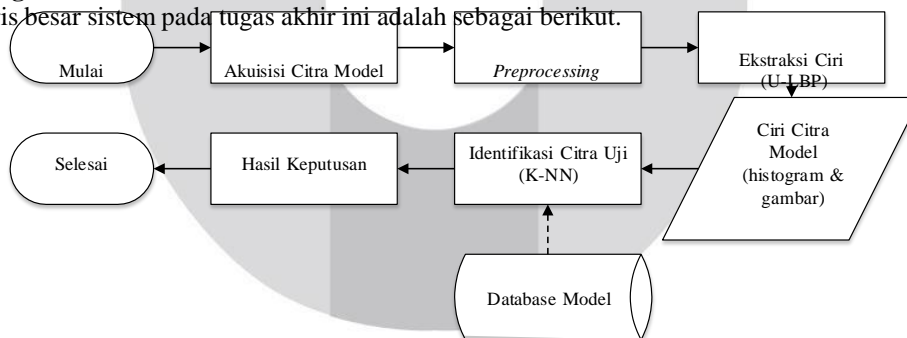 is besar sistem pada tugas akhir ini adalah sebagai berikut.
Mulai
Akuisisi Citra Model
Preprocessing
Ekstraksi Ciri
(U-LBP)
Ciri Citra
Model
(histogram &
gambar)
Identifikasi Citra Uji
(K-NN)
Hasil Keputusan
Selesai
Database Model